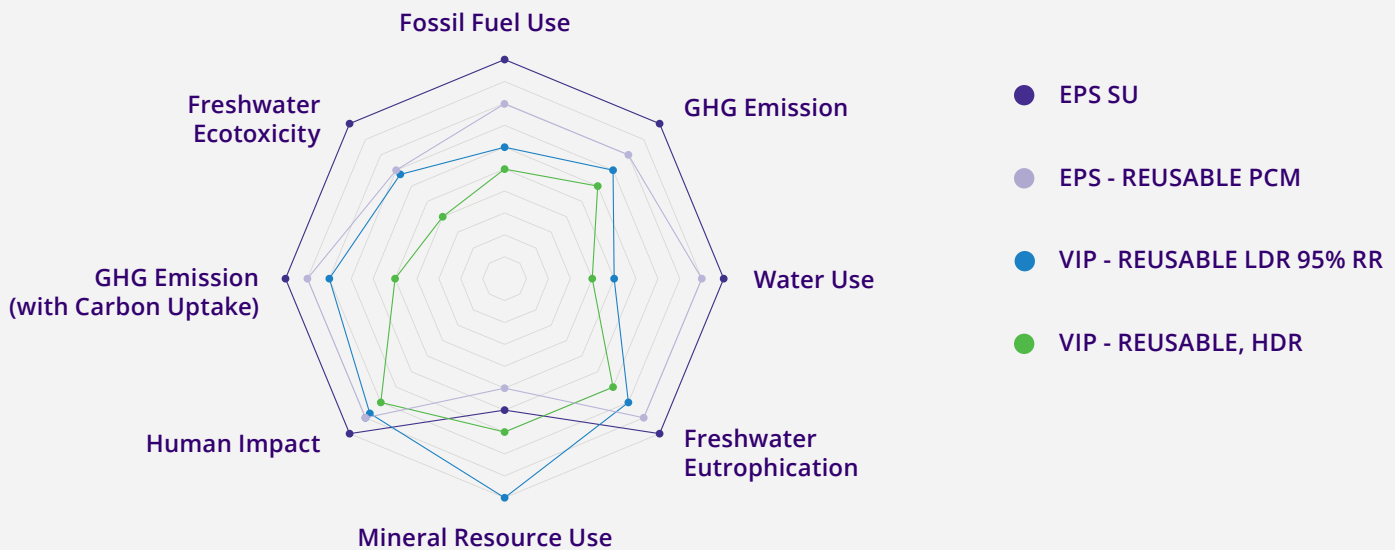 Fossil Fuel Use
GHG Emission
Water Use
Freshwater
Eutrophication
Mineral Resource Use
Human Impact
GHG Emission
(with Carbon Uptake)
Freshwater
Ecotoxicity
EPS SU
EPS - REUSABLE PCM
VIP - REUSABLE LDR 95% RR
VIP - REUSABLE, HDR